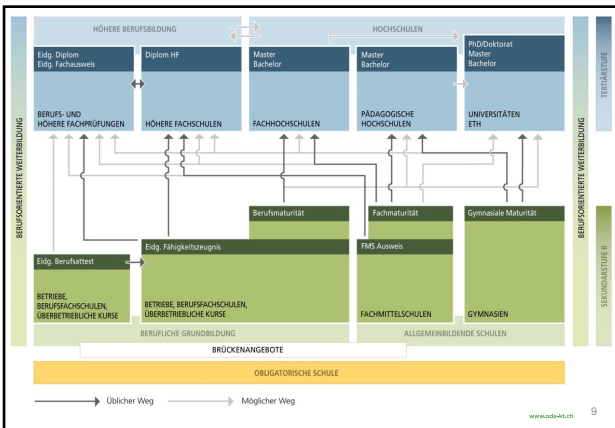 HÖHERE BERUFSBILDUNG
HOCHSCHULEN
Eidg. Diplom
Eidg. Fachausweis
BERUFS- UND
HÖHERE FACHPRÜFUNGEN
Diplom HF
HÖHERE FACHSCHULEN
Master
Bachelor
FACHHOCHSCHULEN
Master
Bachelor
PÄDAGOGISCHE
HOCHSCHULEN
PhD/Doktorat
Master
Bachelor
UNIVERSITÄTEN
ETH
BERUFSORIENTIERTE WEITERBILDUNG
BERUFSORIENTIERTE WEITERBILDUNG
TERTIÄRSTUFE
SEKUNDARSTUFE II
Berufsmaturität
Fachmaturität
Gymnasiale Maturität
Eidg. Fähigkeitszeugnis
FMS Ausweis
Eidg. Berufsattest
BETRIEBE,
BERUFSFACHSCHULEN,
ÜBERBETRIEBLICHE KURSE
BETRIEBE, BERUFSFACHSCHULEN,
ÜBERBETRIEBLICHE KURSE
FACHMITTELSCHULEN
GYMNASIEN
BERUFLICHE GRUNDBILDUNG
ALLGEMEINBILDENDE SCHULEN
BRÜCKENANGEBOTE
OBLIGATORISCHE SCHULE
Üblicher Weg
Möglicher Weg
www.oda-kt.ch
9